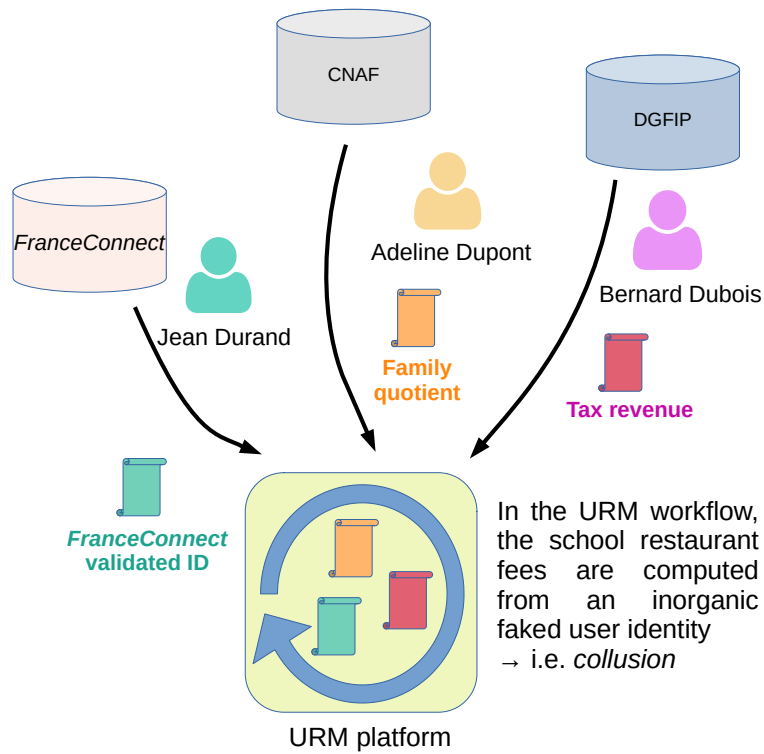 CNAF
DGFIP
FranceConnect
Adeline Dupont
Bernard Dubois
Jean Durand
Family
quotient
Tax revenue
FranceConnect
validated ID
In the URM workflow,
the school restaurant
fees are computed
from an inorganic
faked user identity
→ i.e. collusion
URM platform